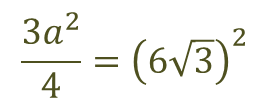 3a²/4 = (6√3)²